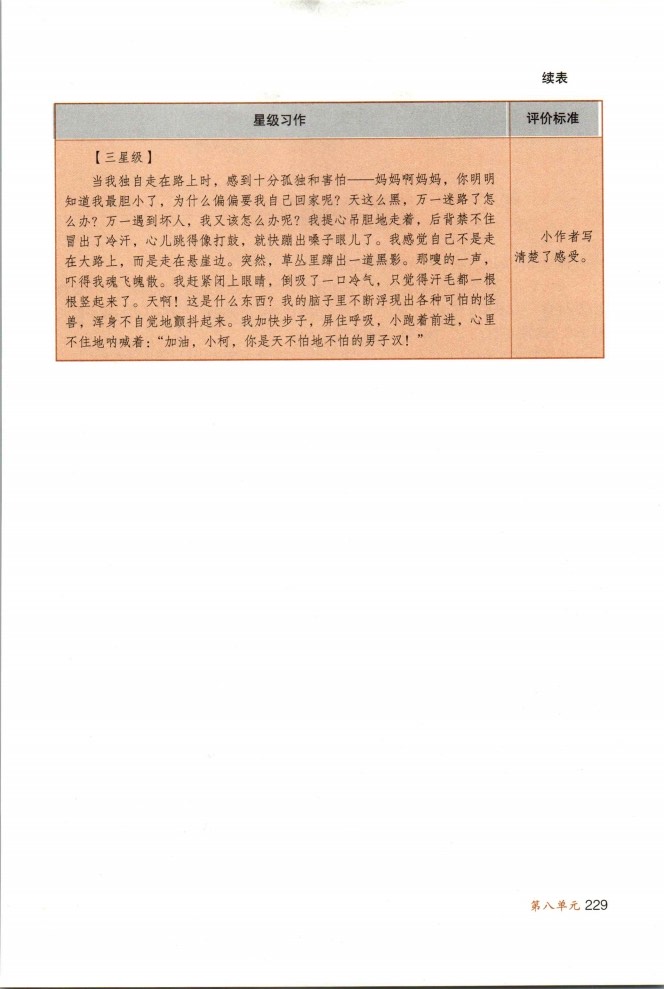 续表
星级习作
评价标准
【三星级】
当我独自走在路上时，感到十分孤独和害怕——妈妈啊妈妈，你明明
知道我最胆小了，为什么偏偏要我自己回家呢？天这么黑，万一迷路了怎
么办？万一遇到坏人，我又该怎么办呢？我提心吊胆地走着，后背禁不住
冒出了冷汗，心儿跳得像打鼓，就快蹦出嗓子眼儿了。我感觉自己不是走
在大路上，而是走在悬崖边。突然，草丛里蹿出一道黑影。那嗖的一声，
吓得我魂飞魄散。我赶紧闭上眼睛，倒吸了一口冷气，只觉得汗毛都一根
根竖起来了。天啊！这是什么东西？我的脑子里不断浮现出各种可怕的怪
兽，浑身不自觉地颤抖起来。我加快步子，屏住呼吸，小跑着前进，心里
不住地呐喊着：“加油，小柯，你是天不怕地不怕的男子汉！”
小作者写
清楚了感受。
第八单元 229